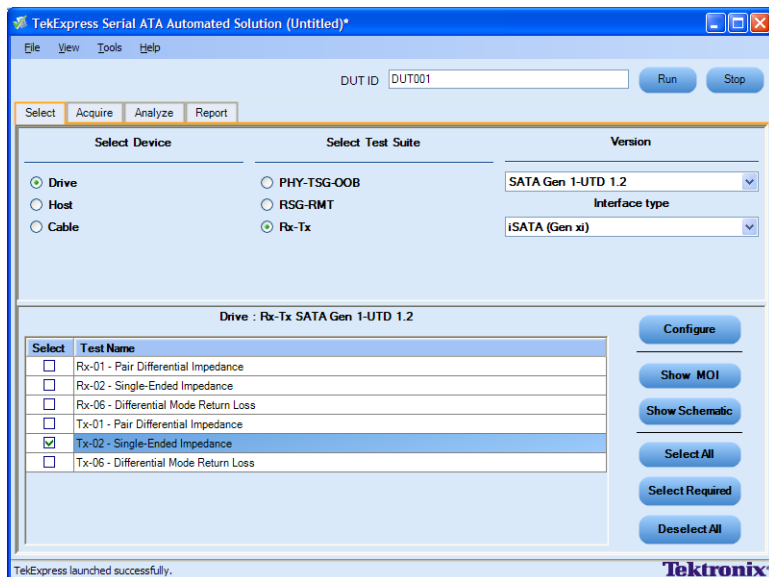 TekExpress Serial ATA Automated Solution (Untitled)*
File View Tools Help
DUT ID DUT001 Run Stop
Select Acquire Analyze Report
Select Device Select Test Suite Version
Drive PHY-TSG-OOB SATA Gen 1-UTD 1.2
Host RSG-RMT Interface type
Cable Rx-Tx iSATA (Gen xi)
Drive : Rx-Tx SATA Gen 1-UTD 1.2
Configure
Select Test Name
Rx-01 - Pair Differential Impedance
Show MOI
Rx-02 - Single-Ended Impedance
Rx-06 - Differential Mode Return Loss
Show Schematic
Tx-01 - Pair Differential Impedance
Tx-02 - Single-Ended Impedance
Select All
Tx-06 - Differential Mode Return Loss
Select Required
Deselect All
TekExpress launched successfully.
Tektronix